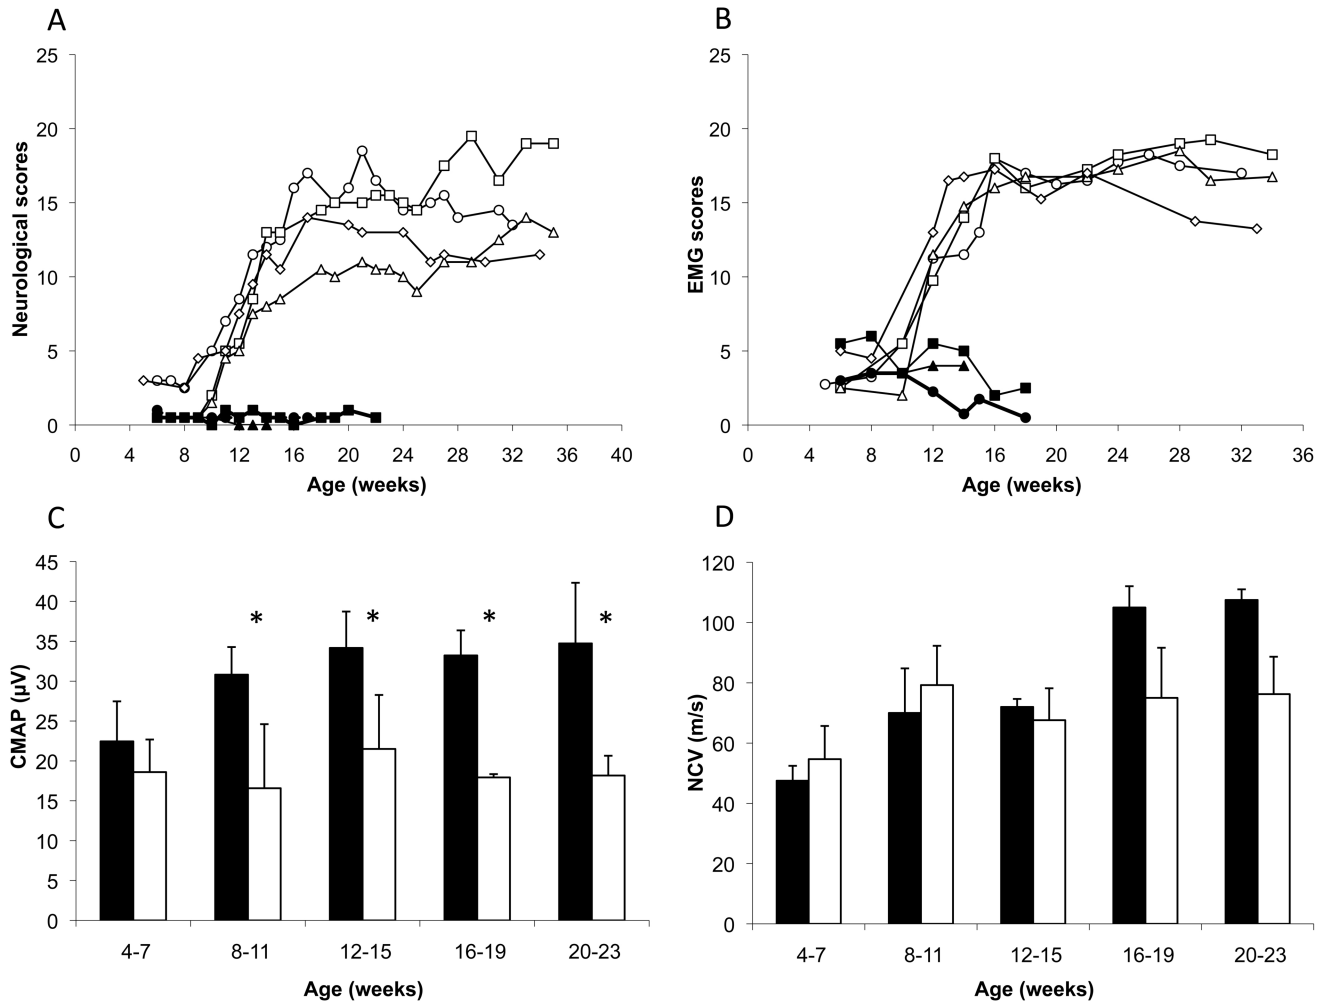 A
25
20
15
10
5
0
Neurological scores
0 4 8 12 16 20 24 28 32 36 40
Age (weeks)
B
25
20
15
10
5
0
EMG scores
0 4 8 12 16 20 24 28 32 36
Age (weeks)
C
45
40
35
30
25
20
15
10
5
0
CMAP (µV)
* * * *
4-7 8-11 12-15 16-19 20-23
Age (weeks)
D
120
100
80
60
40
20
0
NCV (m/s)
4-7 8-11 12-15 16-19 20-23
Age (weeks)